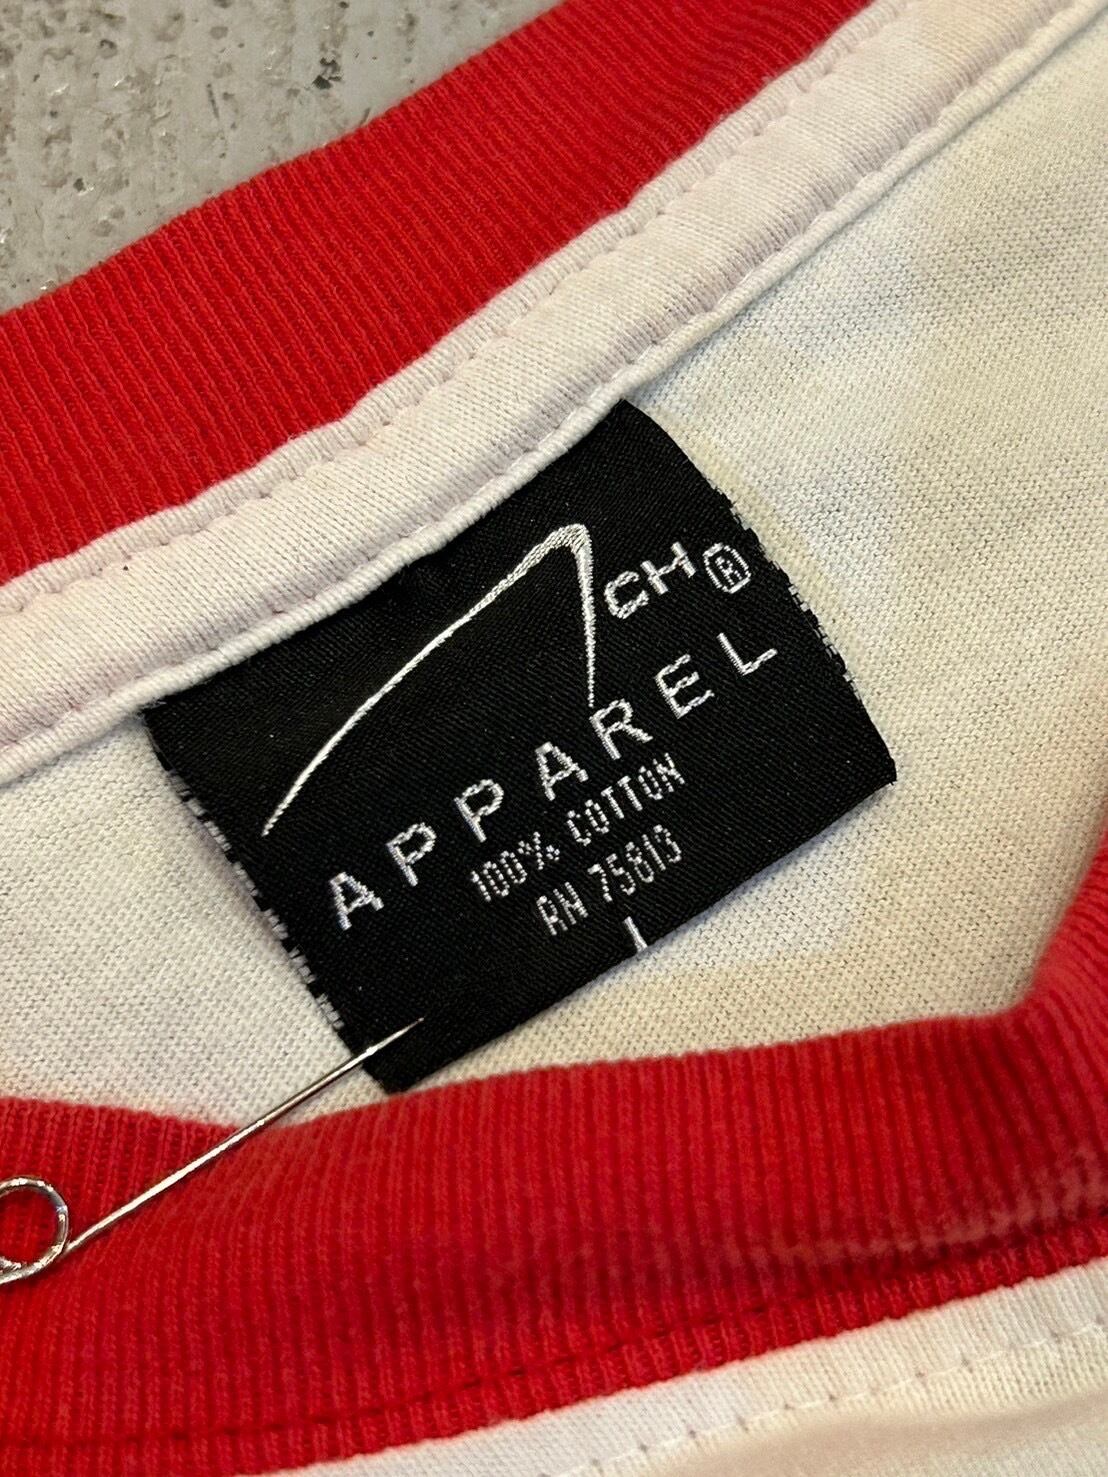 CH®
APPAREL
100% COTTON
RN 75813